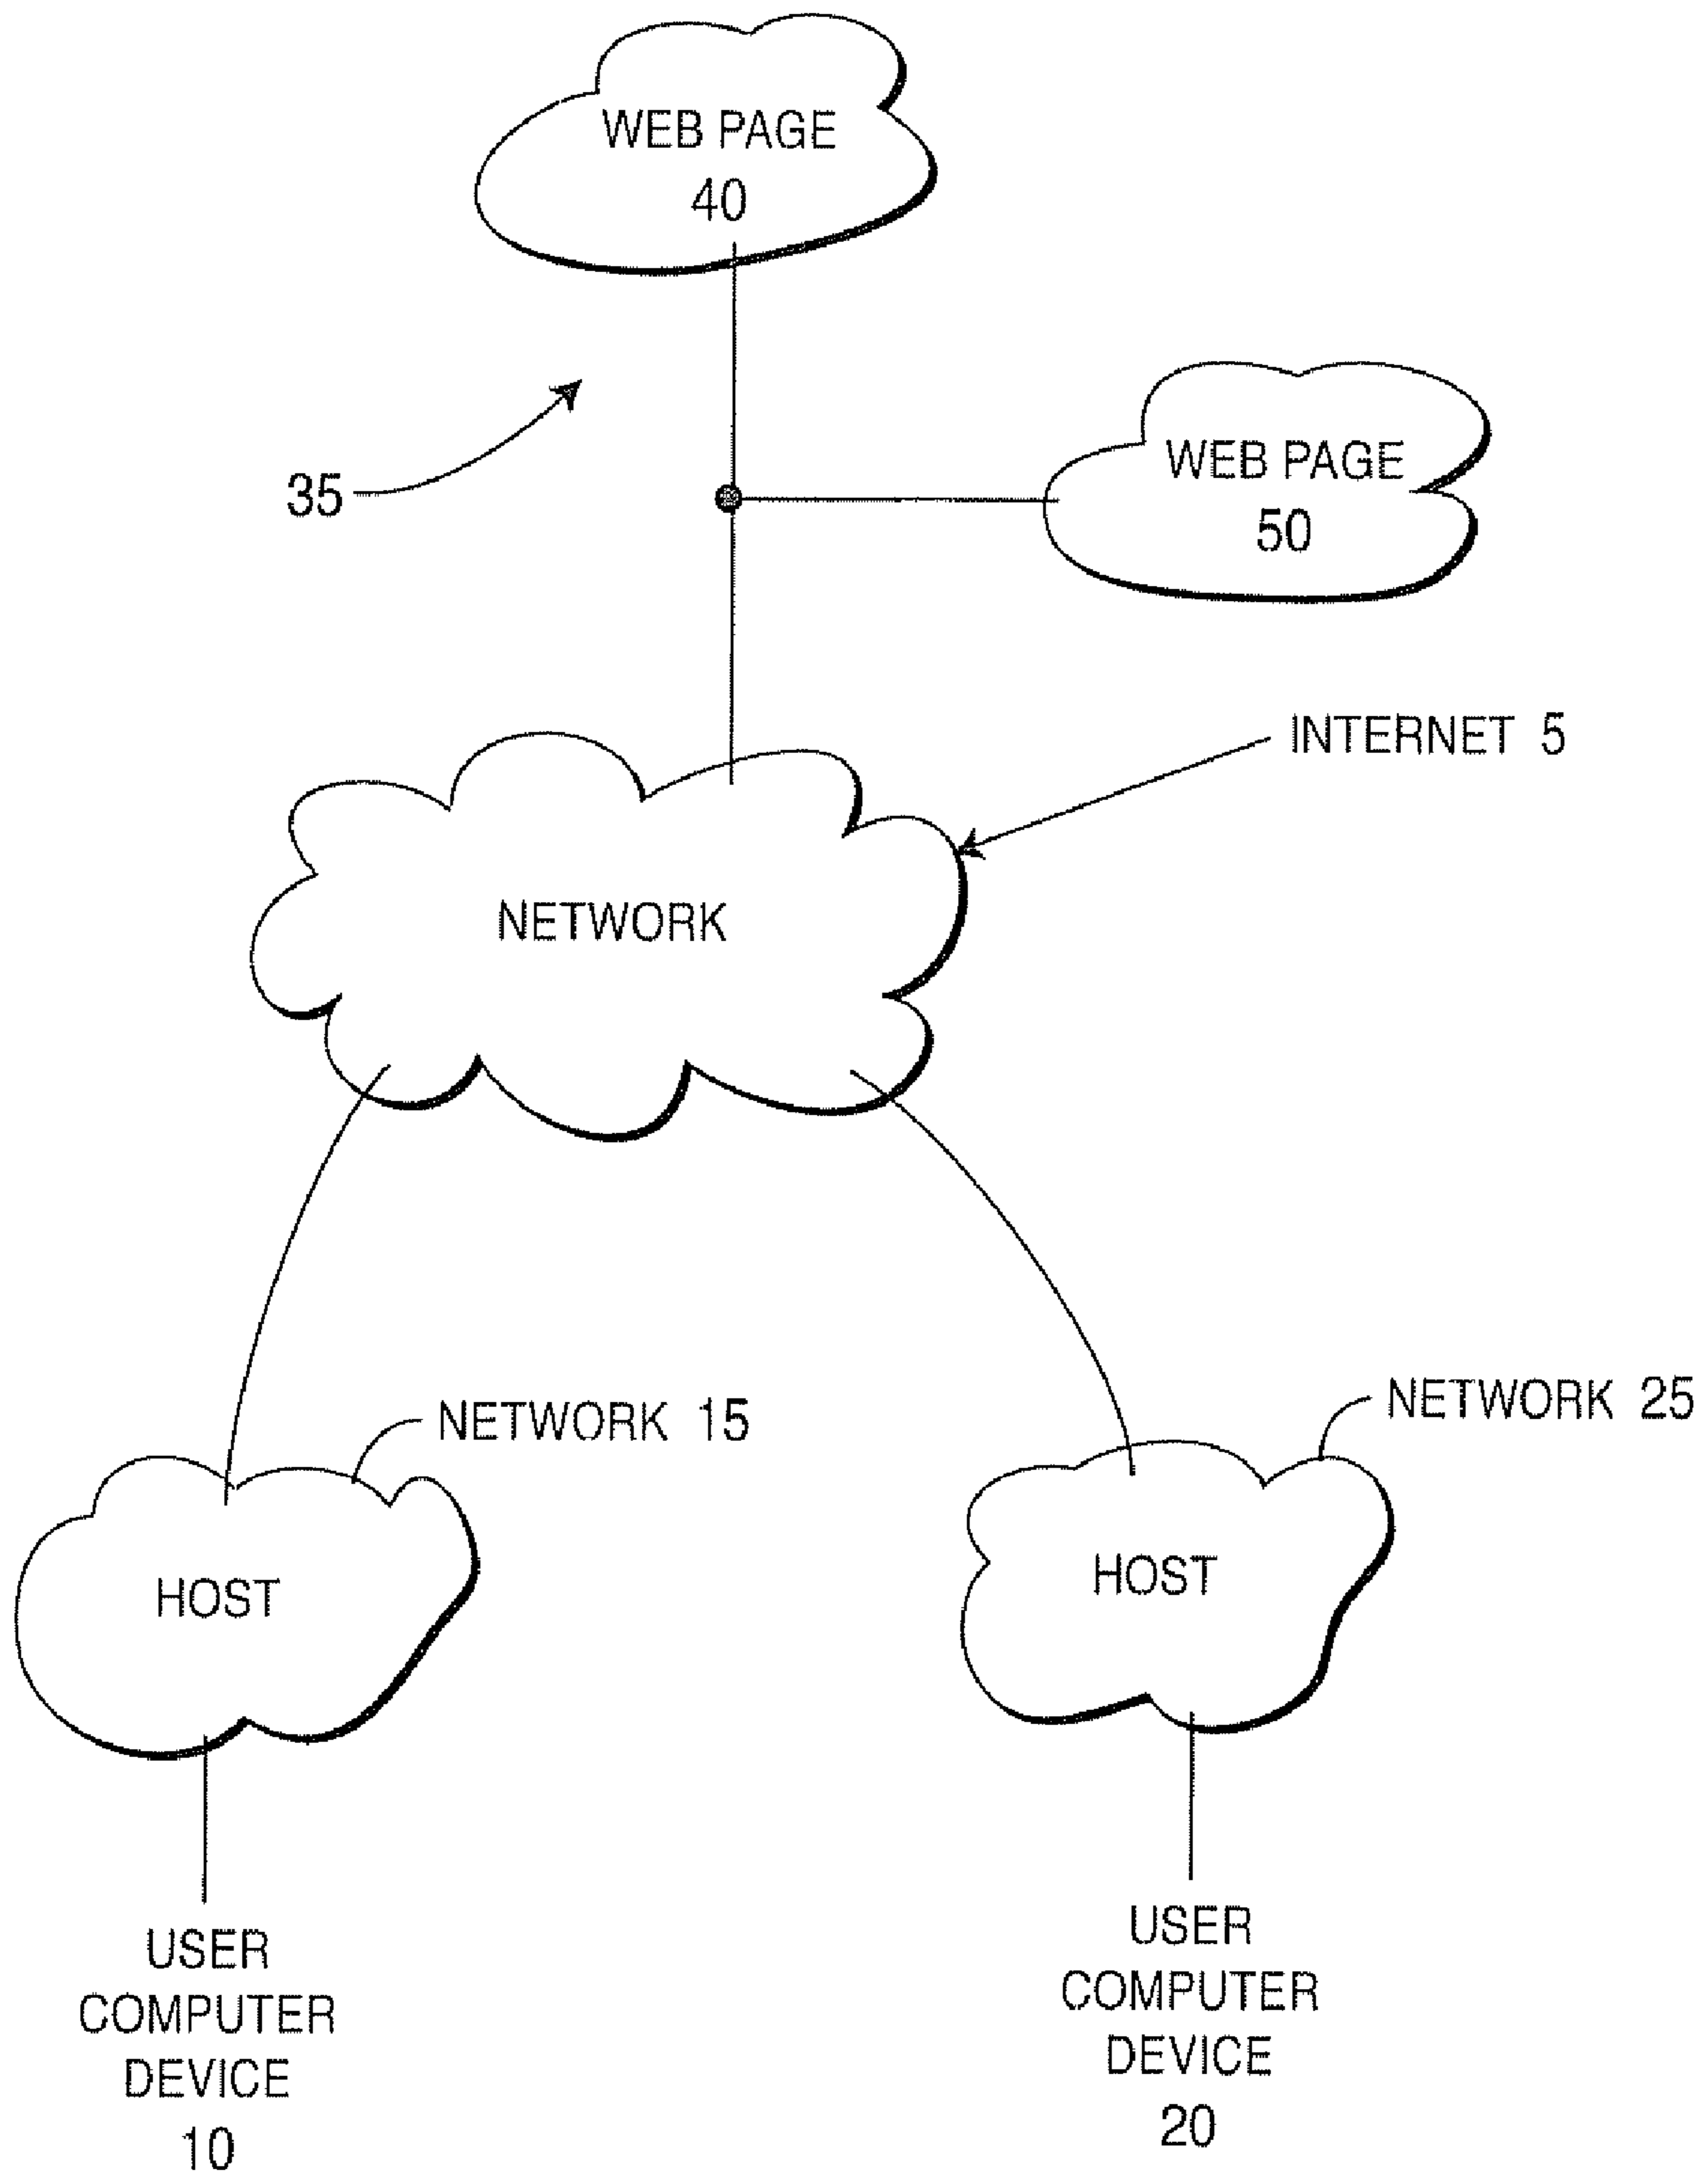 WEB PAGE
40
WEB PAGE
50
35
INTERNET 5
NETWORK
NETWORK 15
NETWORK 25
HOST
HOST
USER
COMPUTER
DEVICE
10
USER
COMPUTER
DEVICE
20